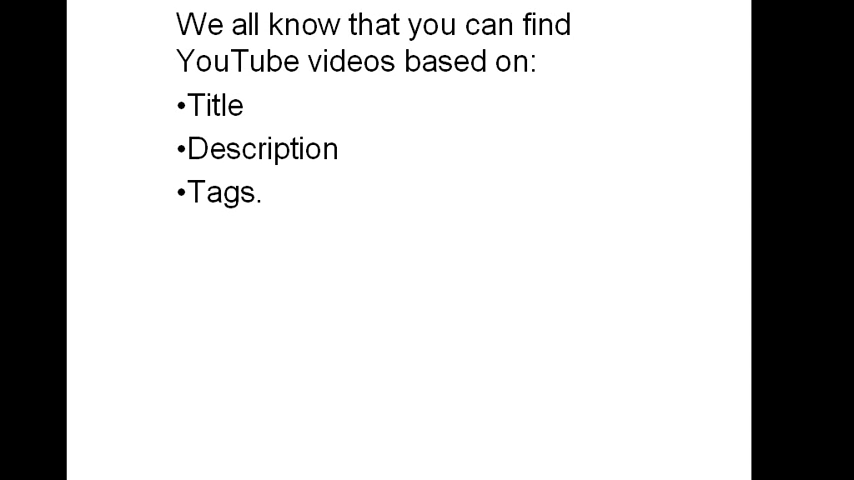 We all know that you can find
YouTube videos based on:
•Title
•Description
•Tags.